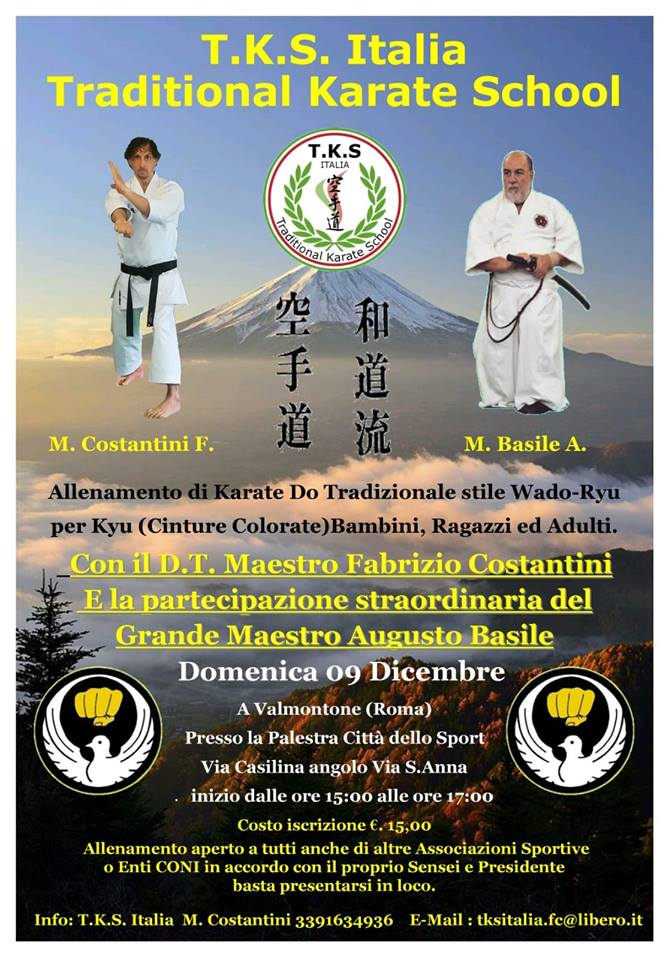 T.K.S. Italia
Traditional Karate School
T.K.S
ITALIA
空手道
Traditional Karate School
空手道
和道流
M. Costantini F.
M. Basile A.
Allenamento di Karate Do Tradizionale stile Wado-Ryu
per Kyu (Cinture Colorate)Bambini, Ragazzi ed Adulti.
_Con il D.T. Maestro Fabrizio Costantini
E la partecipazione straordinaria del
Grande Maestro Augusto Basile
Domenica 09 Dicembre
A Valmontone (Roma)
Presso la Palestra Città dello Sport
Via Casilina angolo Via S.Anna
. inizio dalle ore 15:00 alle ore 17:00
Costo iscrizione €. 15,00
Allenamento aperto a tutti anche di altre Associazioni Sportive
o Enti CONI in accordo con il proprio Sensei e Presidente
basta presentarsi in loco.
Info: T.K.S. Italia M. Costantini 3391634936 E-Mail : tksitalia.fc@libero.it